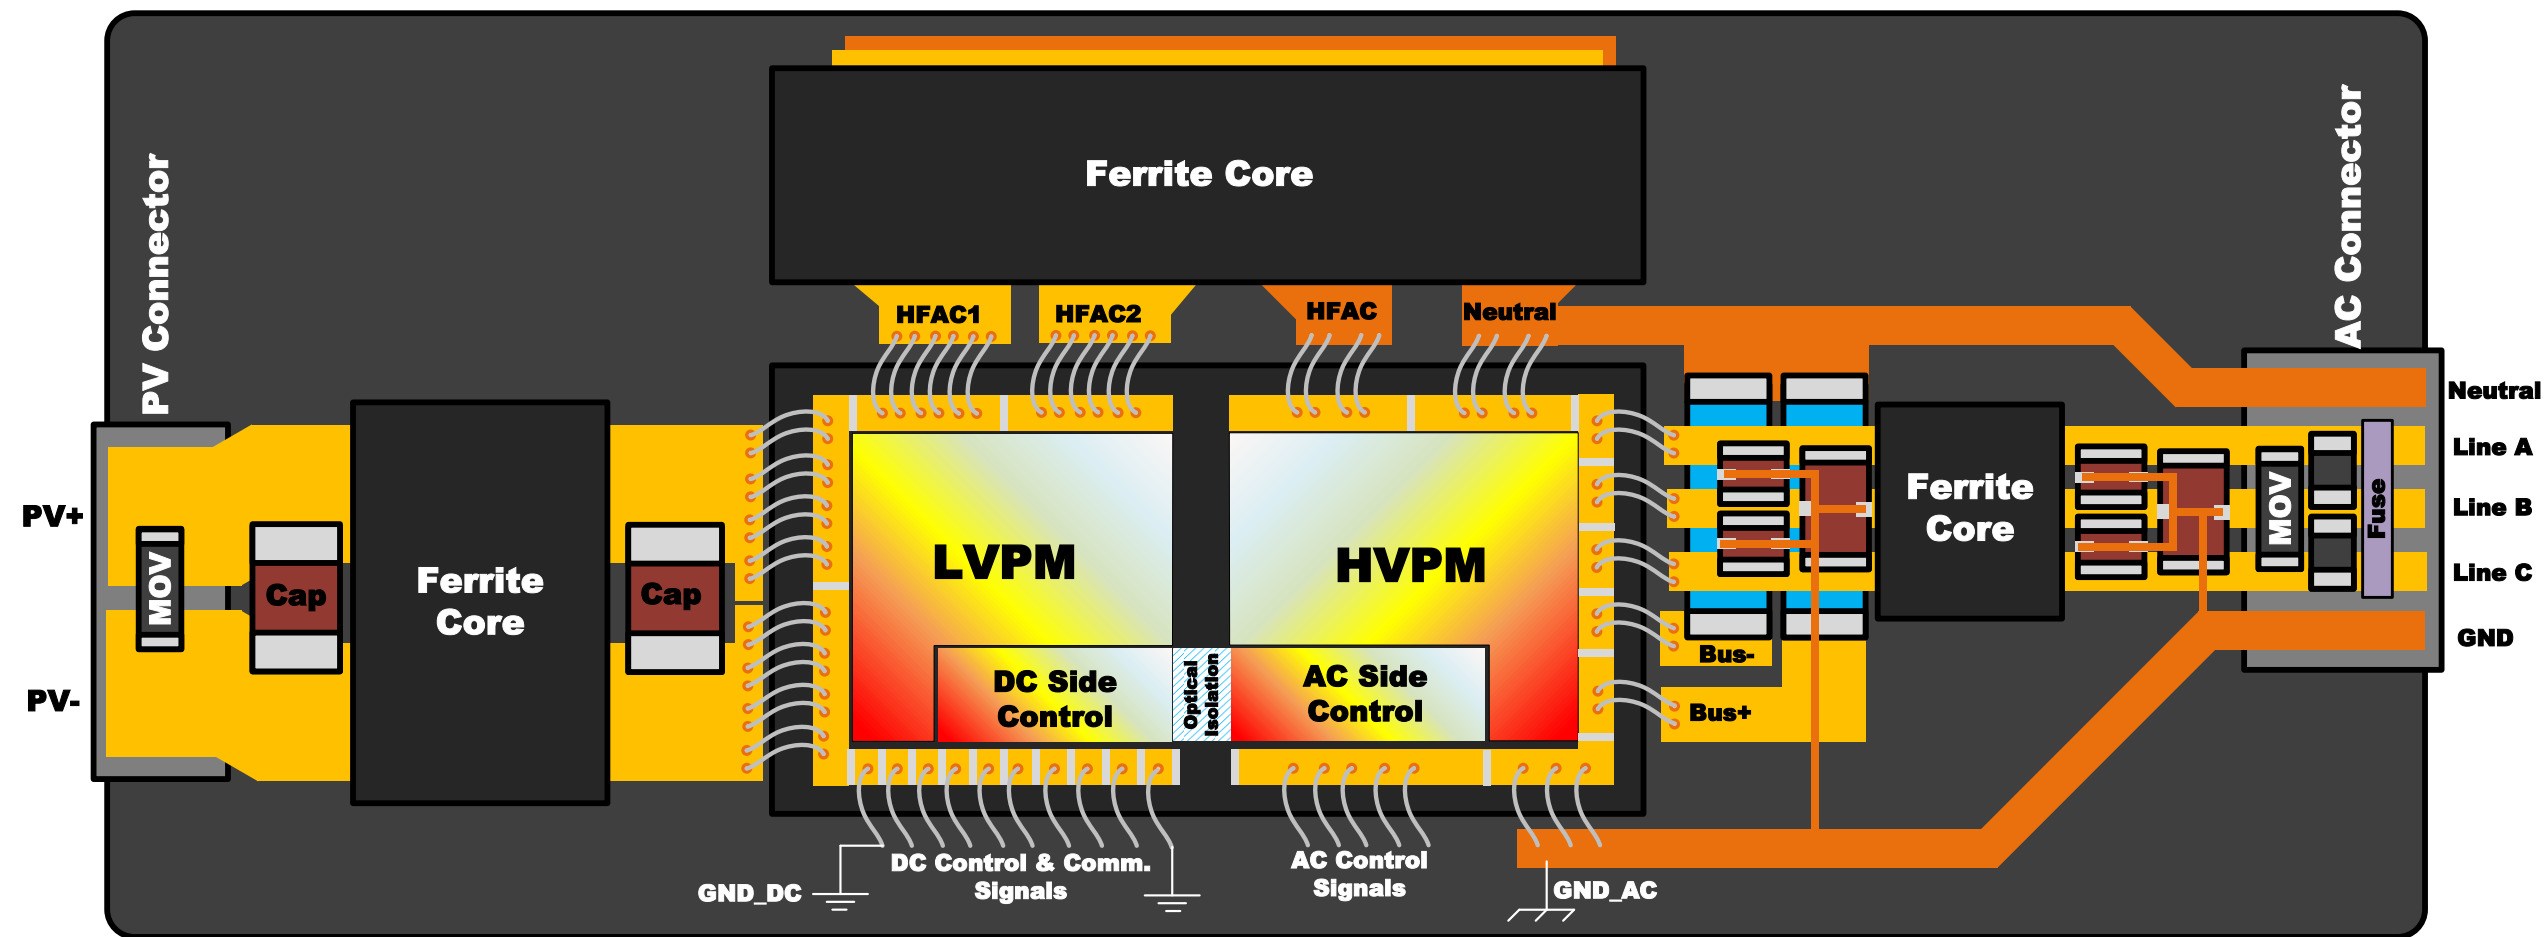 PV Connector
AC Connector
Ferrite Core
HFAC1
HFAC2
HFAC
Neutral
Neutral
Line A
Line B
Line C
GND
PV+
PV-
MOV
Cap
Ferrite
Core
Cap
LVPM
HVPM
DC Side
Control
Optical
Isolation
AC Side
Control
Bus-
Bus+
Ferrite
Core
MOV
Fuse
GND_DC
DC Control & Comm.
Signals
AC Control
Signals
GND_AC